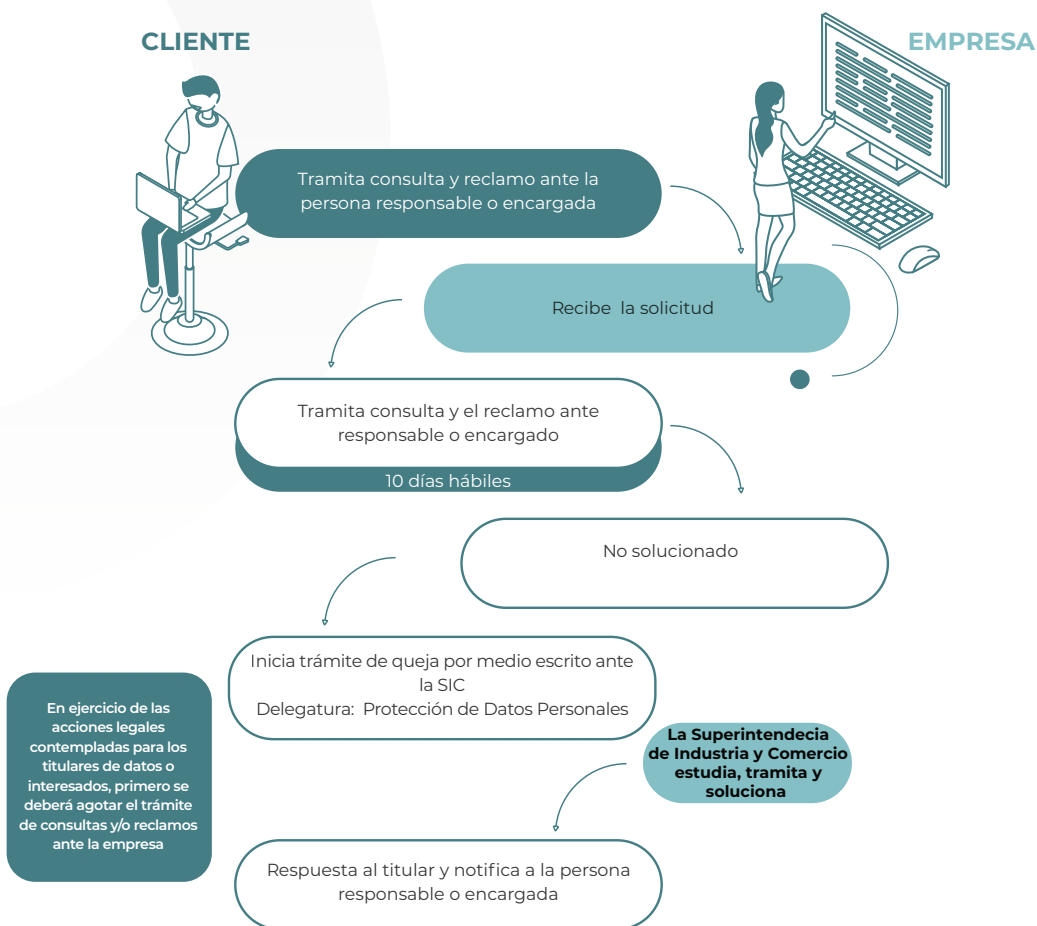 CLIENTE
EMPRESA
Tramita consulta y reclamo ante la
persona responsable o encargada
Recibe la solicitud
Tramita consulta y el reclamo ante
responsable o encargado
10 días hábiles
No solucionado
Inicia trámite de queja por medio escrito ante
la SIC
Delegatura: Protección de Datos Personales
En ejercicio de las
acciones legales
contempladas para los
titulares de datos o
interesados, primero se
deberá agotar el trámite
de consultas y/o reclamos
ante la empresa
La Superintendecia
de Industria y Comercio
estudia, tramita y
soluciona
Respuesta al titular y notifica a la persona
responsable o encargada